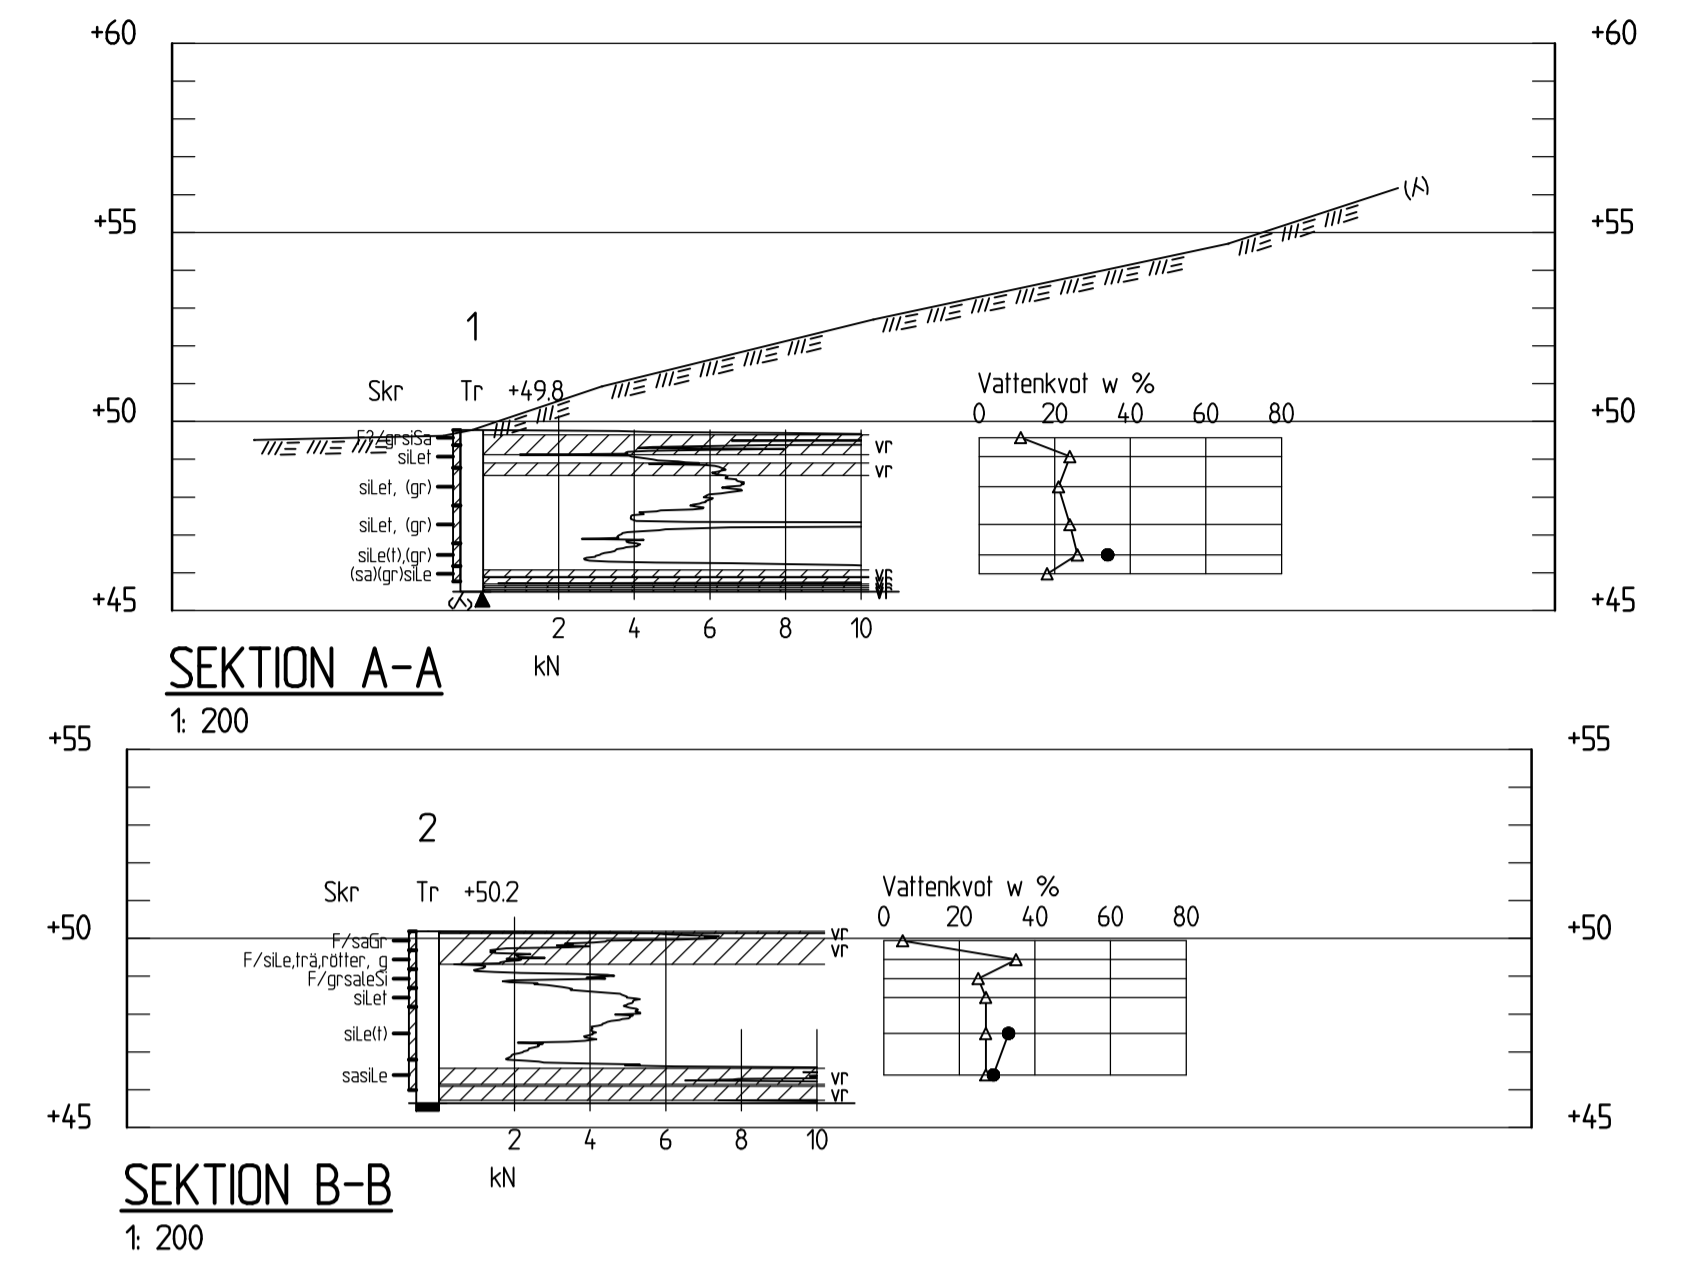 +60 +60
+55 +55
1
Skr Tr +49.8
Vattenkvot w %
+50 0 20 40 60 80 +50
F?/grsiSa
vr
siLet
vr
siLet, (gr)
siLet, (gr)
siLe(t),(gr)
(sa)(gr)siLe
vr
+45 +45
2 4 6 8 10
kN
SEKTION A-A
1: 200
+55 +55
2
Skr Tr +50.2
Vattenkvot w %
0 20 40 60 80
+50 +50
vr
F/saGr
vr
F/siLe,trä,rötter, g
F/grsaleSi
siLet
siLe(t)
sasiLe
vr
vr
+45 +45
2 4 6 8 10
kN
SEKTION B-B
1: 200